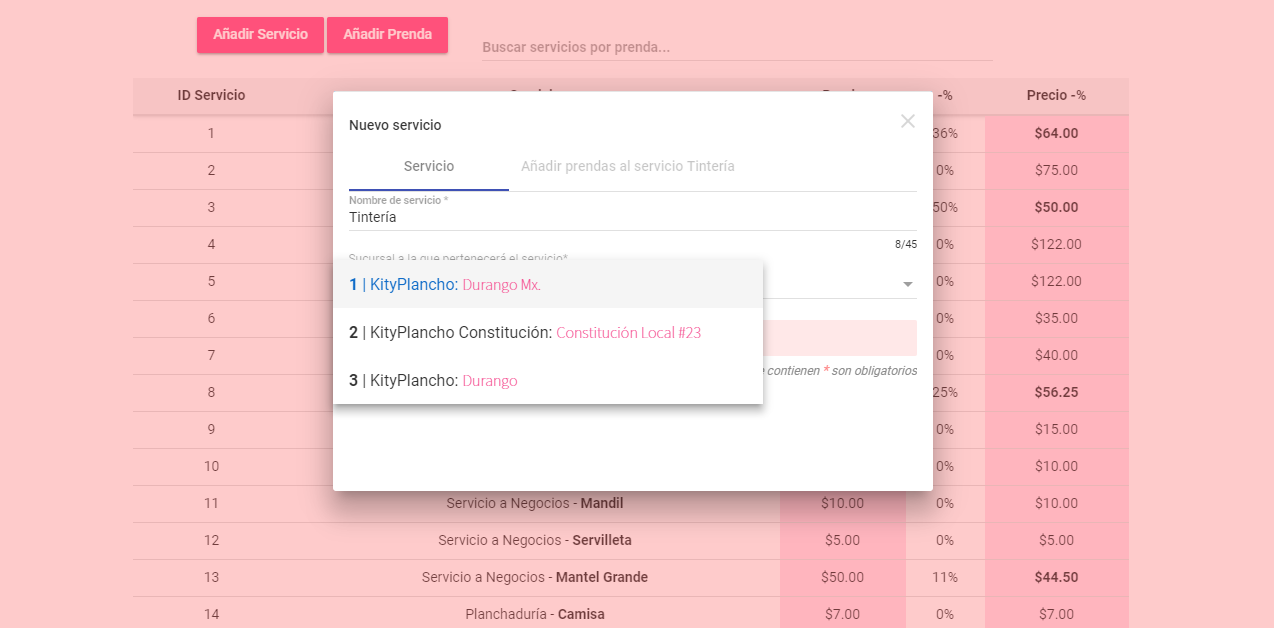 Añadir Servicio Añadir Prenda Buscar servicios por prenda...
ID Servicio -% Precio -%
Nuevo servicio
1 36% $64.00
Servicio Añadir prendas al servicio Tintería
2 0% $75.00
Nombre de servicio *
Tintería
3 50% $50.00
8/45
4 0% $122.00
Sucursal a la que pertenecerá el servicio*
1 | KityPlancho: Durango Mx.
5 0% $122.00
6 0% $35.00
2 | KityPlancho Constitución: Constitución Local #23
7 0% $40.00
contienen * son obligatorios
3 | KityPlancho: Durango
8 25% $56.25
9 0% $15.00
10 0% $10.00
11 Servicio a Negocios - Mandil $10.00 0% $10.00
12 Servicio a Negocios - Servilleta $5.00 0% $5.00
13 Servicio a Negocios - Mantel Grande $50.00 11% $44.50
14 Planchaduría - Camisa $7.00 0% $7.00